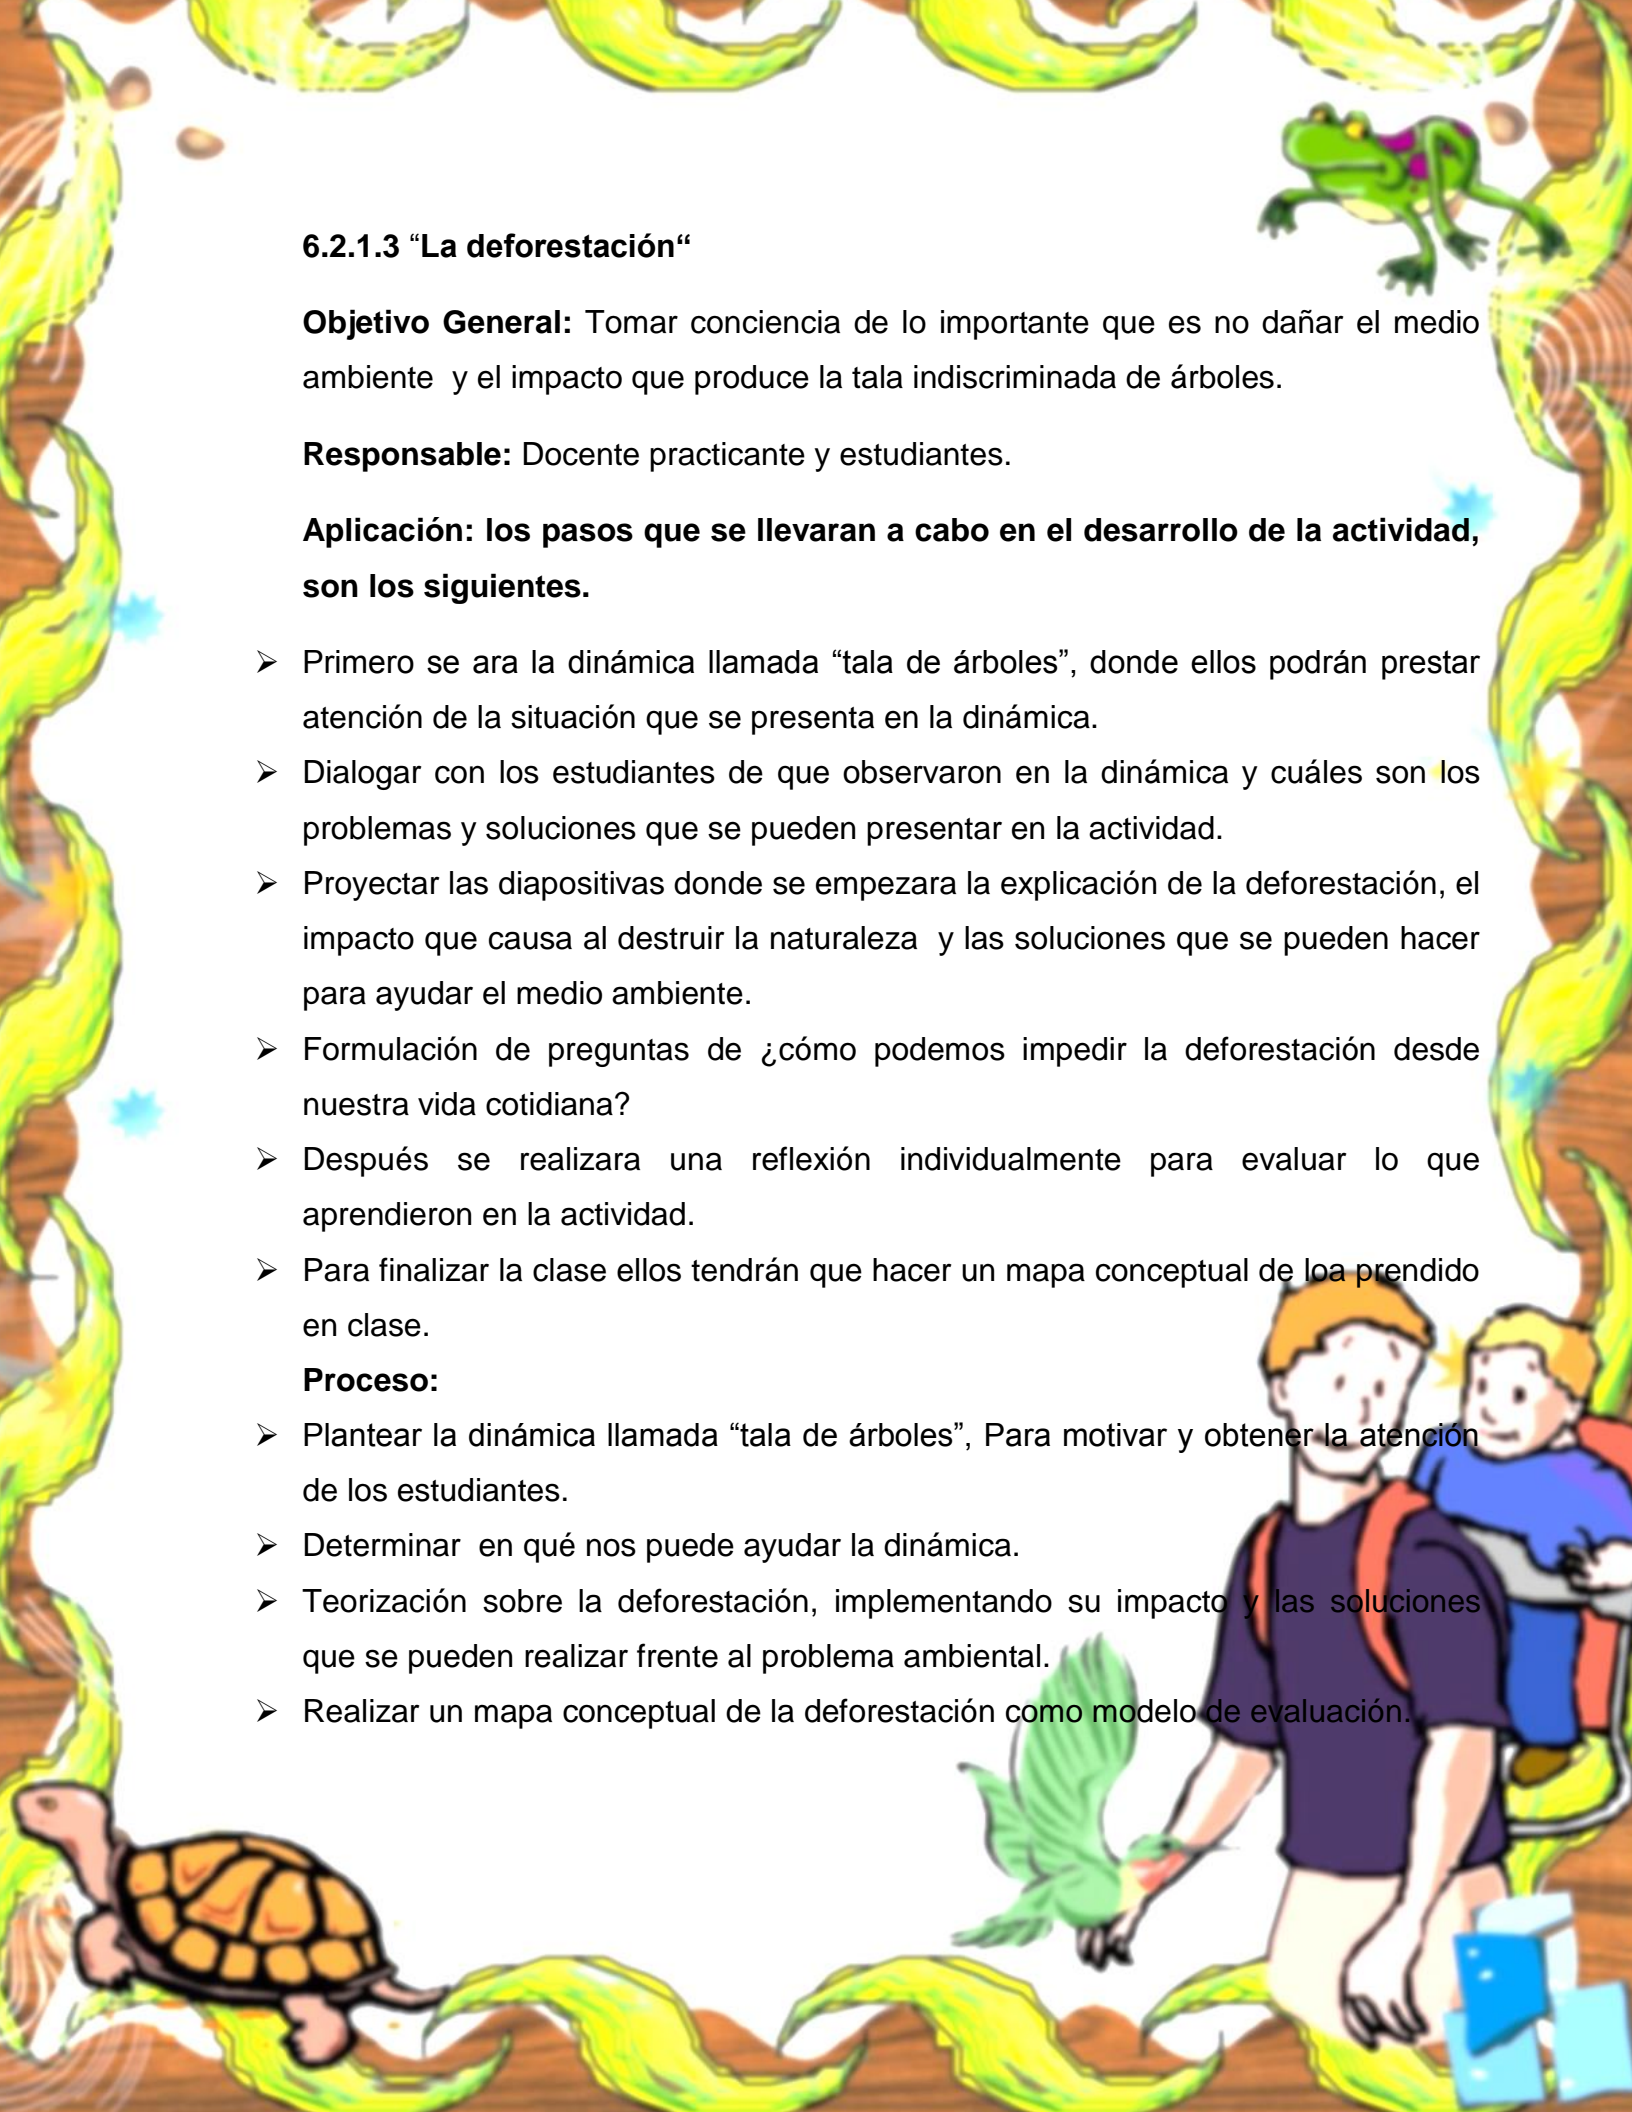 6.2.1.3 “La deforestación“
Objetivo General: Tomar conciencia de lo importante que es no dañar el medio
ambiente  y el impacto que produce la tala indiscriminada de árboles.
Responsable: Docente practicante y estudiantes.
Aplicación: los pasos que se llevaran a cabo en el desarrollo de la actividad,
son los siguientes.
➢ Primero se ara la dinámica llamada “tala de árboles”, donde ellos podrán prestar
atención de la situación que se presenta en la dinámica.
➢ Dialogar con los estudiantes de que observaron en la dinámica y cuáles son los
problemas y soluciones que se pueden presentar en la actividad.
➢ Proyectar las diapositivas donde se empezara la explicación de la deforestación, el
impacto que causa al destruir la naturaleza  y las soluciones que se pueden hacer
para ayudar el medio ambiente.
➢ Formulación de preguntas de ¿cómo podemos impedir la deforestación desde
nuestra vida cotidiana?
➢ Después se realizara una reflexión individualmente para evaluar lo que
aprendieron en la actividad.
➢ Para finalizar la clase ellos tendrán que hacer un mapa conceptual de loa prendido
en clase.
Proceso:
➢ Plantear la dinámica llamada “tala de árboles”, Para motivar y obtener la atención
de los estudiantes.
➢ Determinar  en qué nos puede ayudar la dinámica.
➢ Teorización sobre la deforestación, implementando su impacto y las soluciones
que se pueden realizar frente al problema ambiental.
➢ Realizar un mapa conceptual de la deforestación como modelo de evaluación.